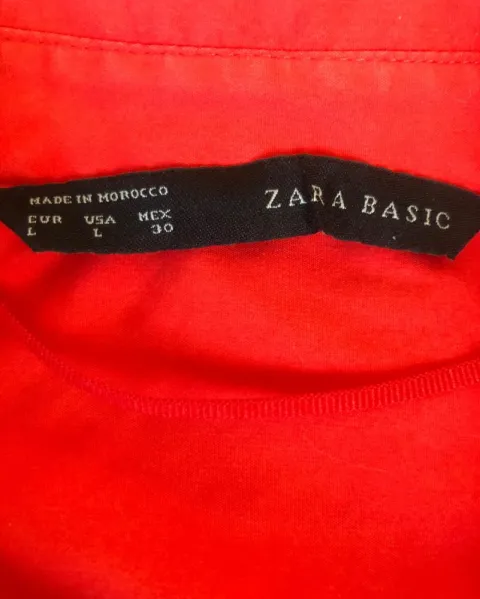 MADE IN MOROCCO
EUR USA MEX
L L 30
ZARA BASIC